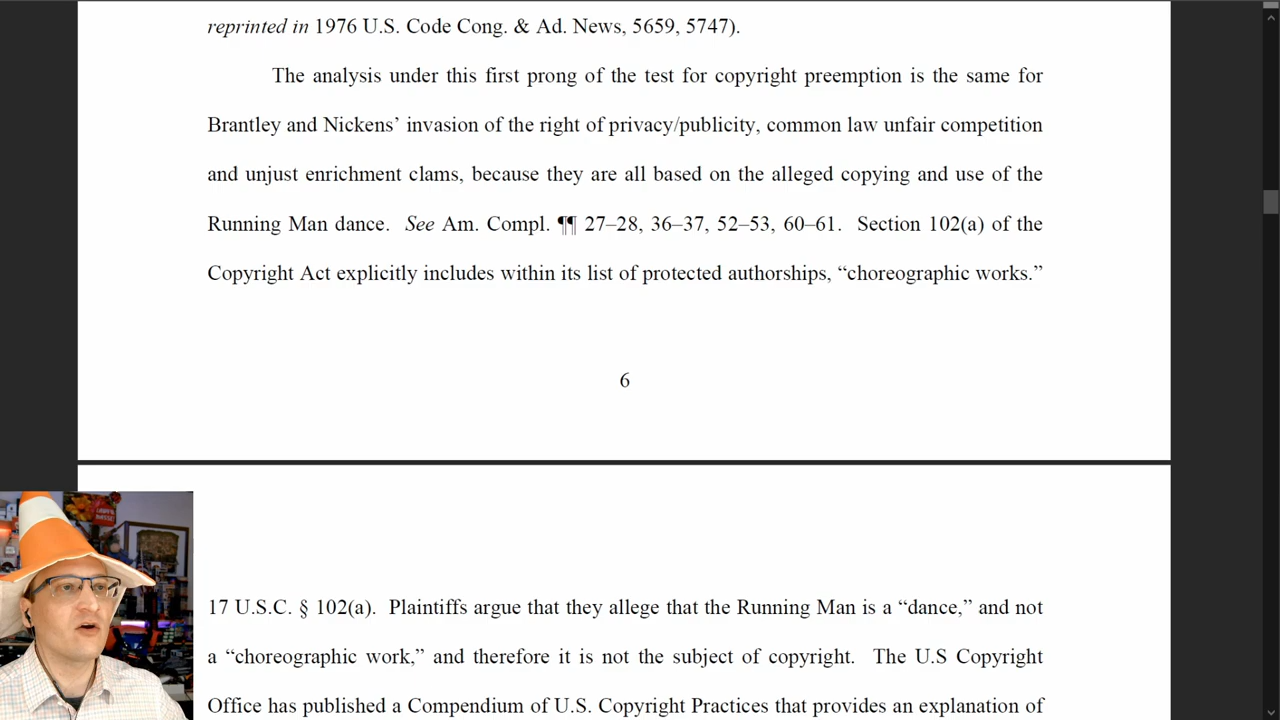 reprinted in 1976 U.S. Code Cong. & Ad. News, 5659, 5747).
The analysis under this first prong of the test for copyright preemption is the same for
Brantley and Nickens’ invasion of the right of privacy/publicity, common law unfair competition
and unjust enrichment clams, because they are all based on the alleged copying and use of the
Running Man dance. See Am. Compl. ¶¶ 27–28, 36–37, 52–53, 60–61. Section 102(a) of the
Copyright Act explicitly includes within its list of protected authorships, “choreographic works.”
6
17 U.S.C. § 102(a). Plaintiffs argue that they allege that the Running Man is a “dance,” and not
a “choreographic work,” and therefore it is not the subject of copyright. The U.S Copyright
Office has published a Compendium of U.S. Copyright Practices that provides an explanation of